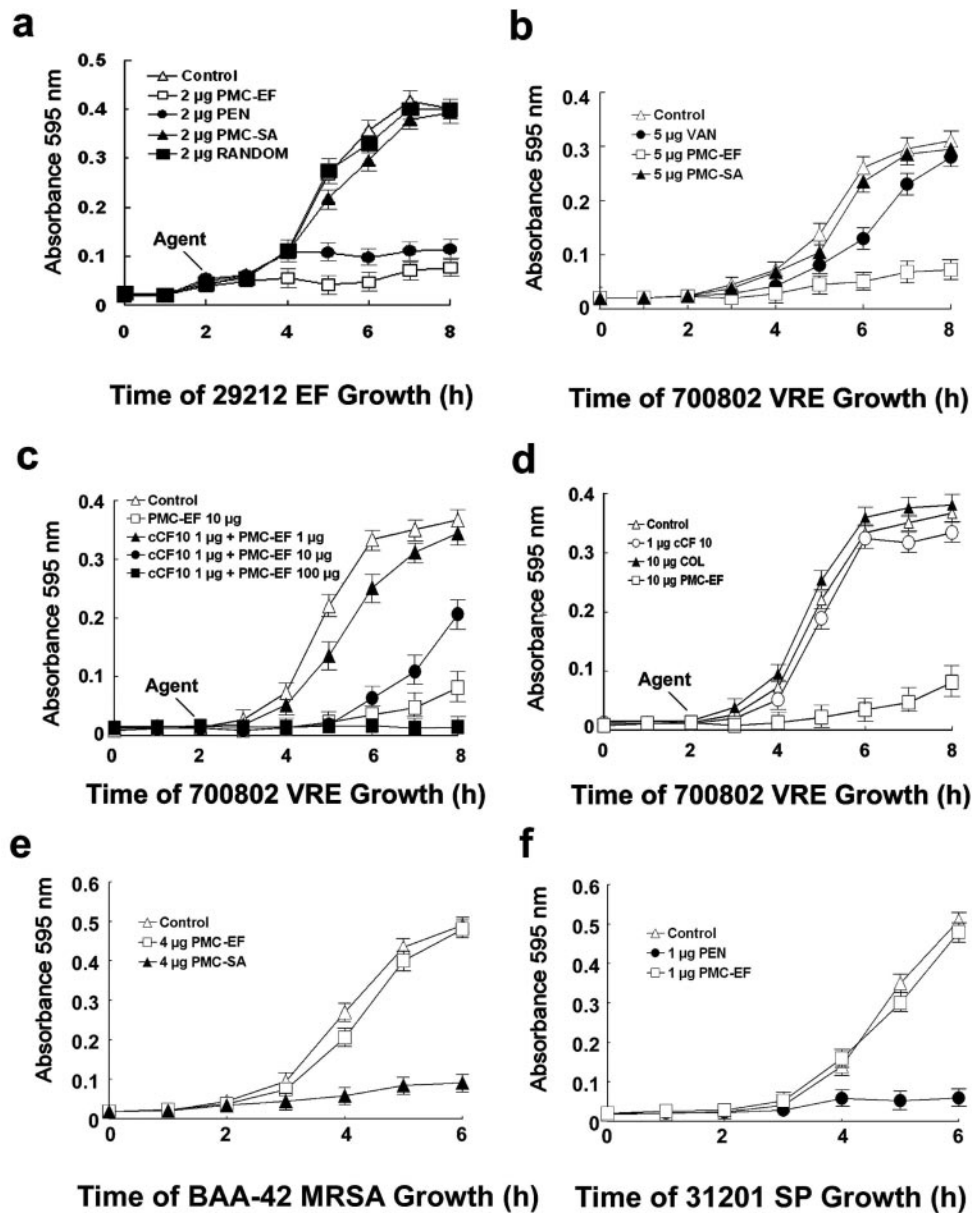 a
Absorbance 595 nm
0.5
0.4
0.3
0.2
0.1
0
Control
2 µg PMC-EF
2 µg PEN
2 µg PMC-SA
2 µg RANDOM
Agent
0 2 4 6 8
Time of 29212 EF Growth (h)
b
Absorbance 595 nm
0.4
0.3
0.2
0.1
0
Control
5 µg VAN
5 µg PMC-EF
5 µg PMC-SA
0 2 4 6 8
Time of 700802 VRE Growth (h)
c
Absorbance 595 nm
0.4
0.3
0.2
0.1
0
Control
PMC-EF 10 µg
cCF10 1 µg + PMC-EF 1 µg
cCF10 1 µg + PMC-EF 10 µg
cCF10 1 µg + PMC-EF 100 µg
Agent
0 2 4 6 8
Time of 700802 VRE Growth (h)
d
Absorbance 595 nm
0.4
0.3
0.2
0.1
0
Control
1 µg cCF 10
10 µg COL
10 µg PMC-EF
Agent
0 2 4 6 8
Time of 700802 VRE Growth (h)
e
Absorbance 595 nm
0.6
0.5
0.4
0.3
0.2
0.1
0
Control
4 µg PMC-EF
4 µg PMC-SA
0 2 4 6
Time of BAA-42 MRSA Growth (h)
f
Absorbance 595 nm
0.6
0.5
0.4
0.3
0.2
0.1
0
Control
1 µg PEN
1 µg PMC-EF
0 2 4 6
Time of 31201 SP Growth (h)